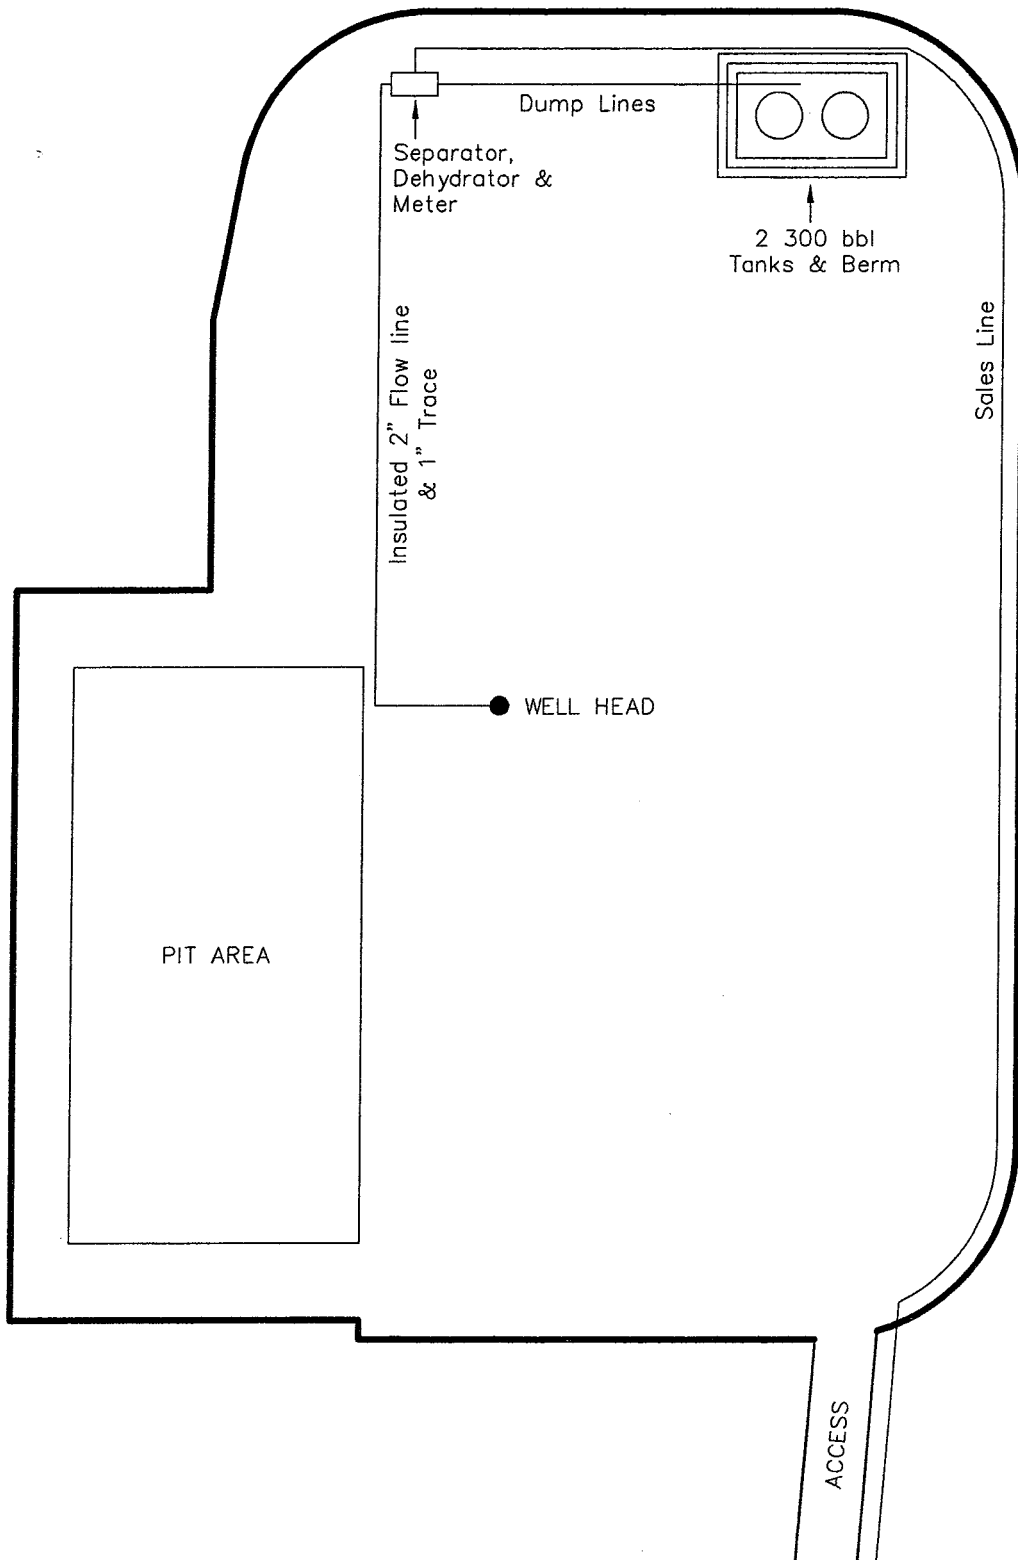 Dump Lines
Separator,
Dehydrator &
Meter
2 300 bbl
Tanks & Berm
Insulated 2" Flow line
& 1" Trace
Sales Line
WELL HEAD
PIT AREA
ACCESS